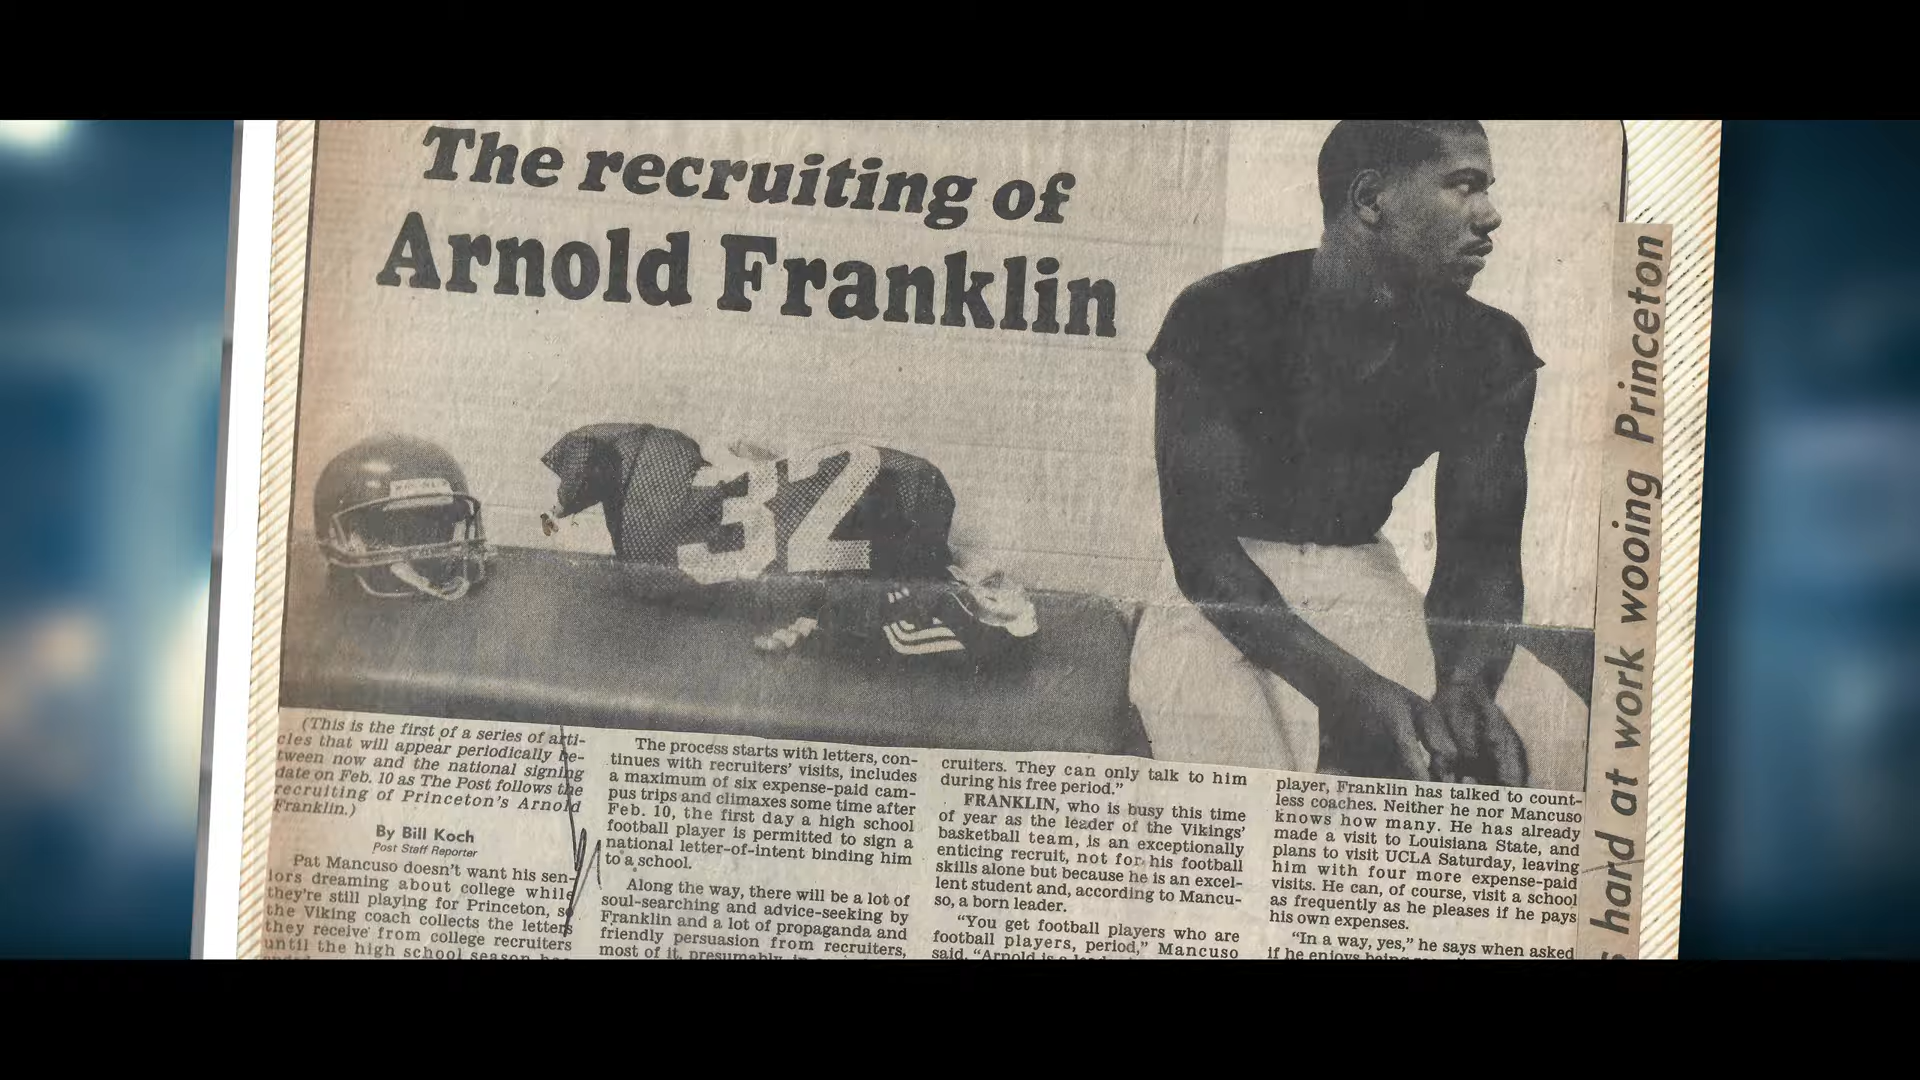 The recruiting of
Arnold Franklin
32
(This is the first of a series of arti-
cles that will appear periodically be-
tween now and the national signing
date on Feb. 10 as The Post follows the
recruiting of Princeton's Arnold
Franklin.)
By Bill Koch
Post Staff Reporter
Pat Mancuso doesn't want his sen-
iors dreaming about college while
they're still playing for Princeton, so
the Viking coach collects the letters
they receive from college recruiters
until the high school season has
The process starts with letters, con-
tinues with recruiters' visits, includes
a maximum of six expense-paid cam-
pus trips and climaxes some time after
Feb. 10, the first day a high school
football player is permitted to sign a
national letter-of-intent binding him
to a school.
Along the way, there will be a lot of
soul-searching and advice-seeking by
Franklin and a lot of propaganda and
friendly persuasion from recruiters,
most of it, presumably,
cruiters. They can only talk to him
during his free period."
FRANKLIN, who is busy this time
of year as the leader of the Vikings'
basketball team, is an exceptionally
enticing recruit, not for his football
skills alone but because he is an excel-
lent student and, according to Mancu-
so, a born leader.
"You get football players who are
football players, period," Mancuso
said. "Arnold is a
player, Franklin has talked to count-
less coaches. Neither he nor Mancuso
knows how many. He has already
made a visit to Louisiana State, and
plans to visit UCLA Saturday, leaving
him with four more expense-paid
visits. He can, of course, visit a school
as frequently as he pleases if he pays
his own expenses.
"In a way, yes," he says when asked
if he enjoys being
hard at work wooing Princeton